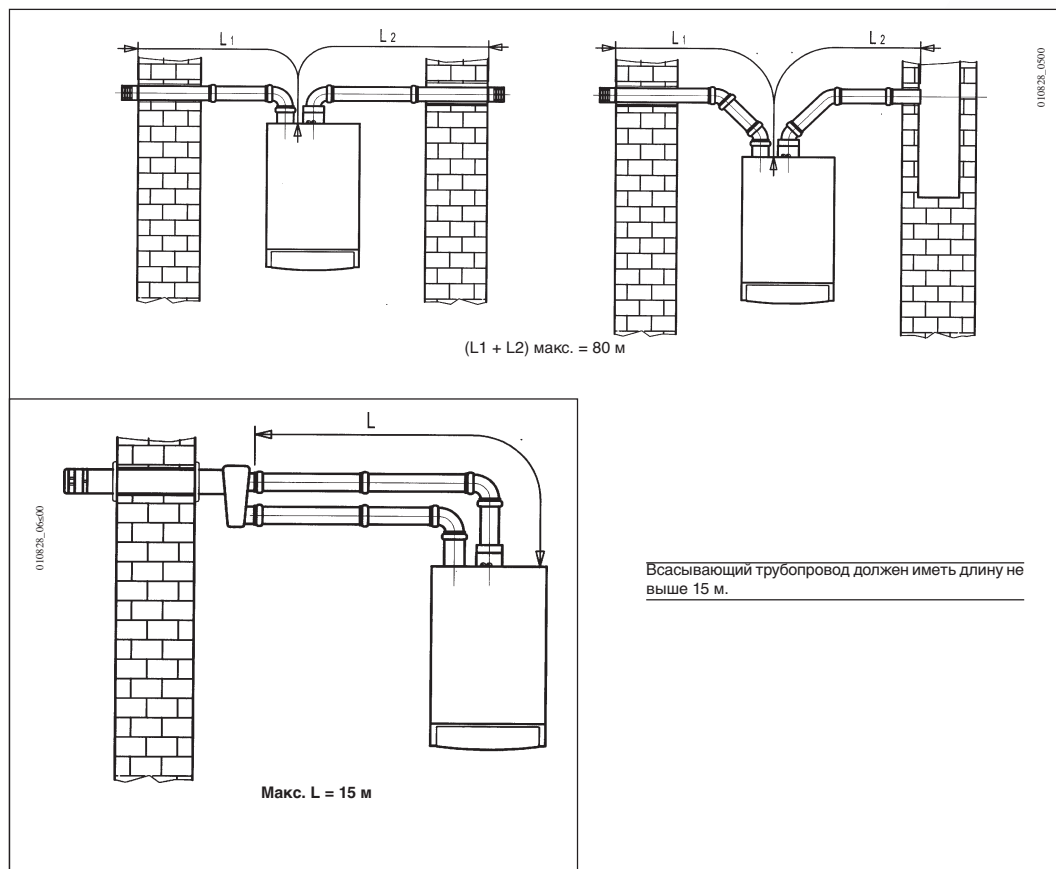 L1
L2
L1
L2
010828_0500
(L1 + L2) макс. = 80 м
L
010828_0600
Всасывающий трубопровод должен иметь длину не
выше 15 м.
Макс. L = 15 м